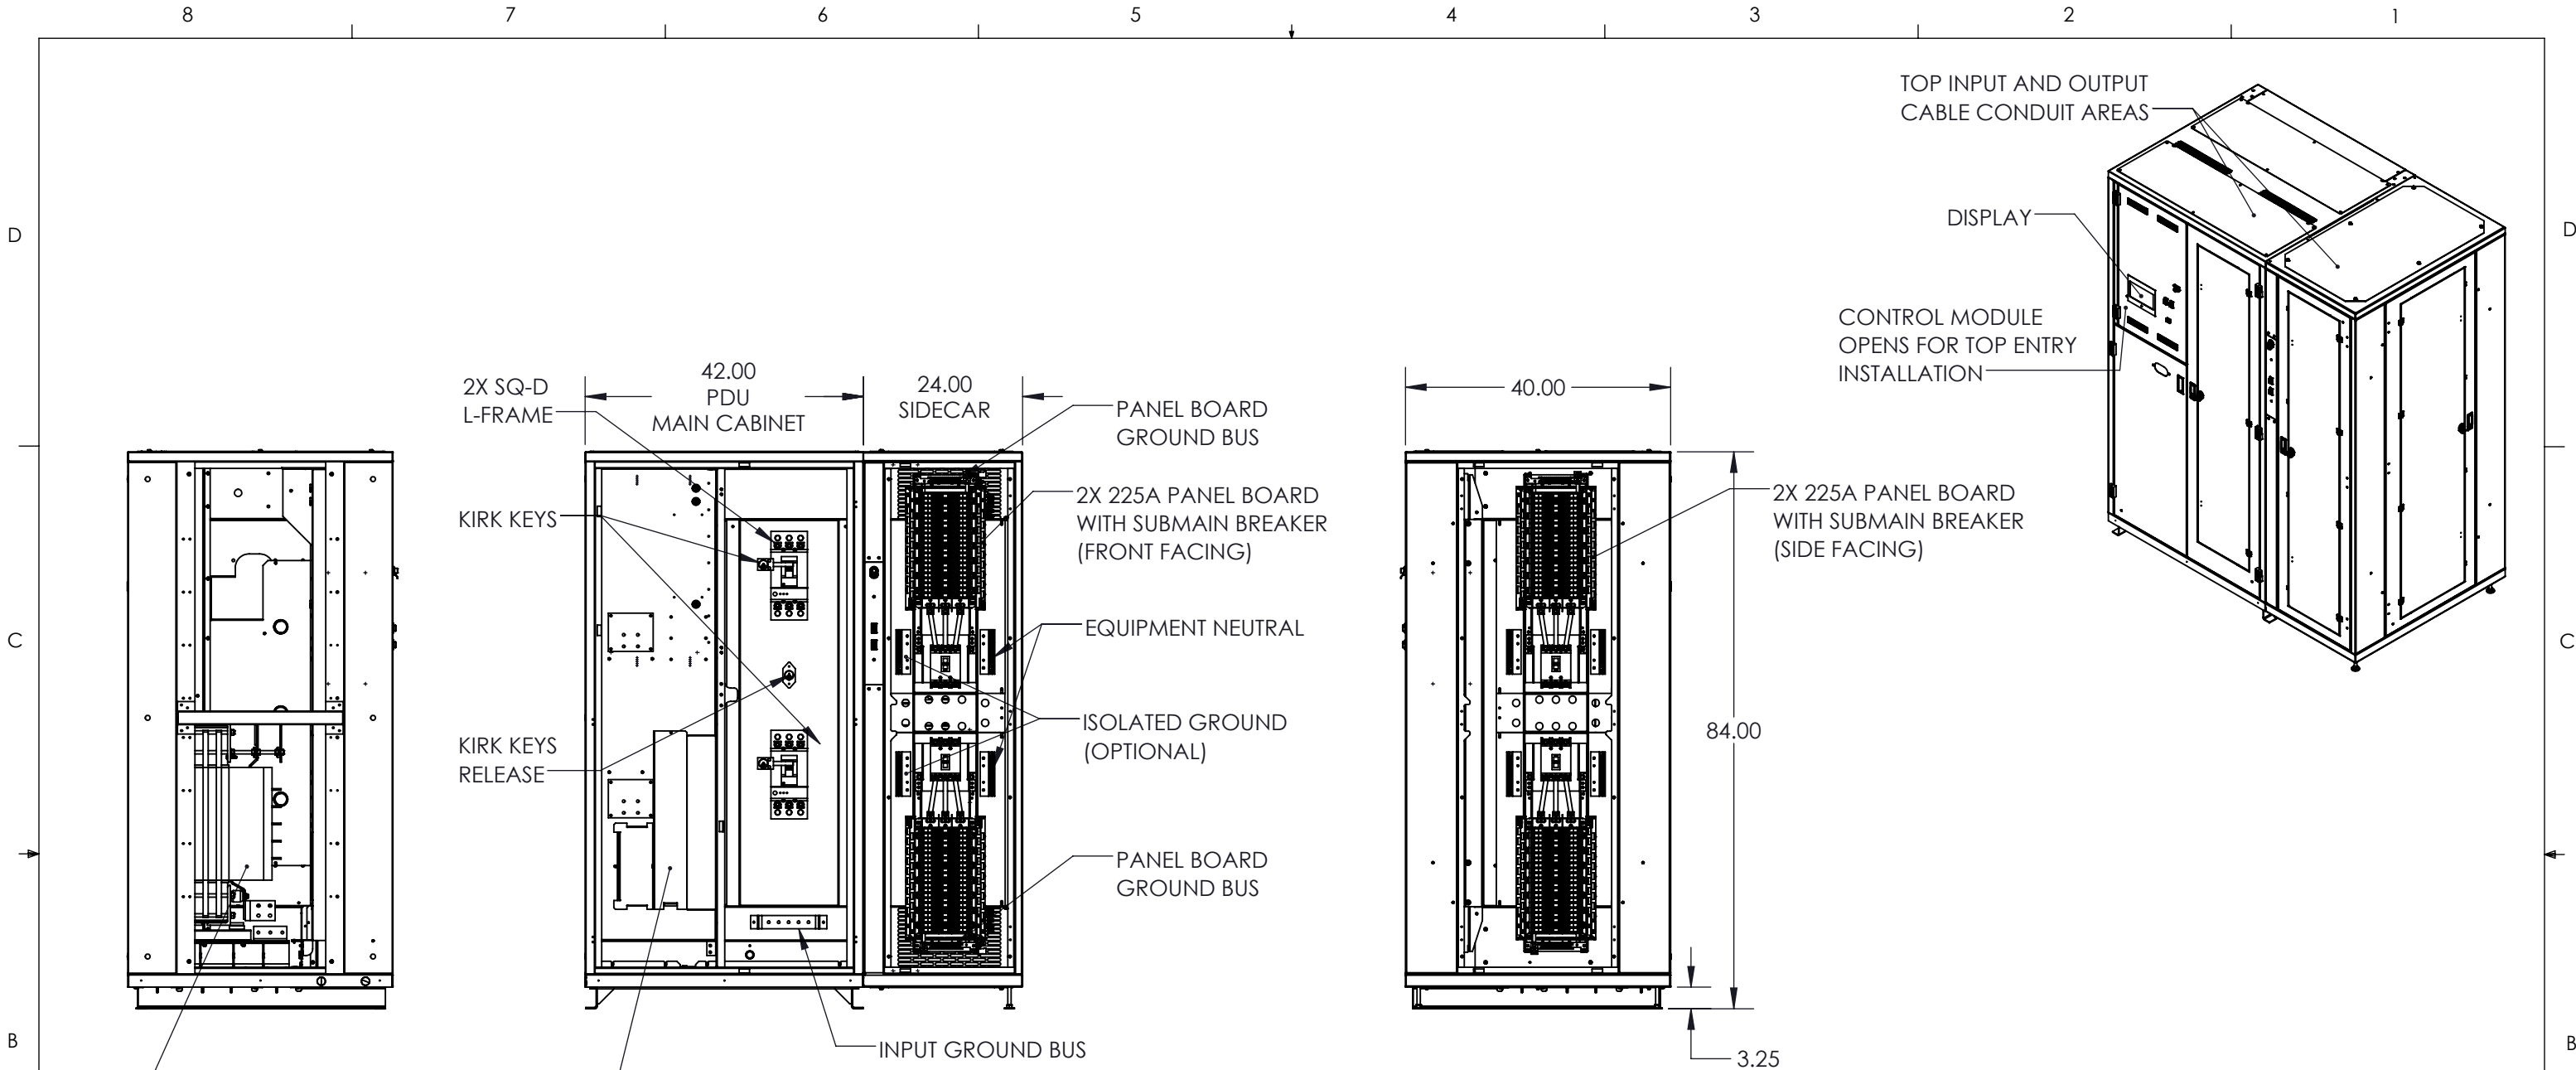 8 7 6 5 4 3 2 1
TOP INPUT AND OUTPUT
CABLE CONDUIT AREAS
D
DISPLAY
D
CONTROL MODULE
OPENS FOR TOP ENTRY
INSTALLATION
2X SQ-D
L-FRAME
42.00
PDU
MAIN CABINET
24.00
SIDECAR
PANEL BOARD
GROUND BUS
40.00
KIRK KEYS
2X 225A PANEL BOARD
WITH SUBMAIN BREAKER
(FRONT FACING)
2X 225A PANEL BOARD
WITH SUBMAIN BREAKER
(SIDE FACING)
C
EQUIPMENT NEUTRAL
C
KIRK KEYS
RELEASE
ISOLATED GROUND
(OPTIONAL)
84.00
PANEL BOARD
GROUND BUS
B
INPUT GROUND BUS
3.25
B